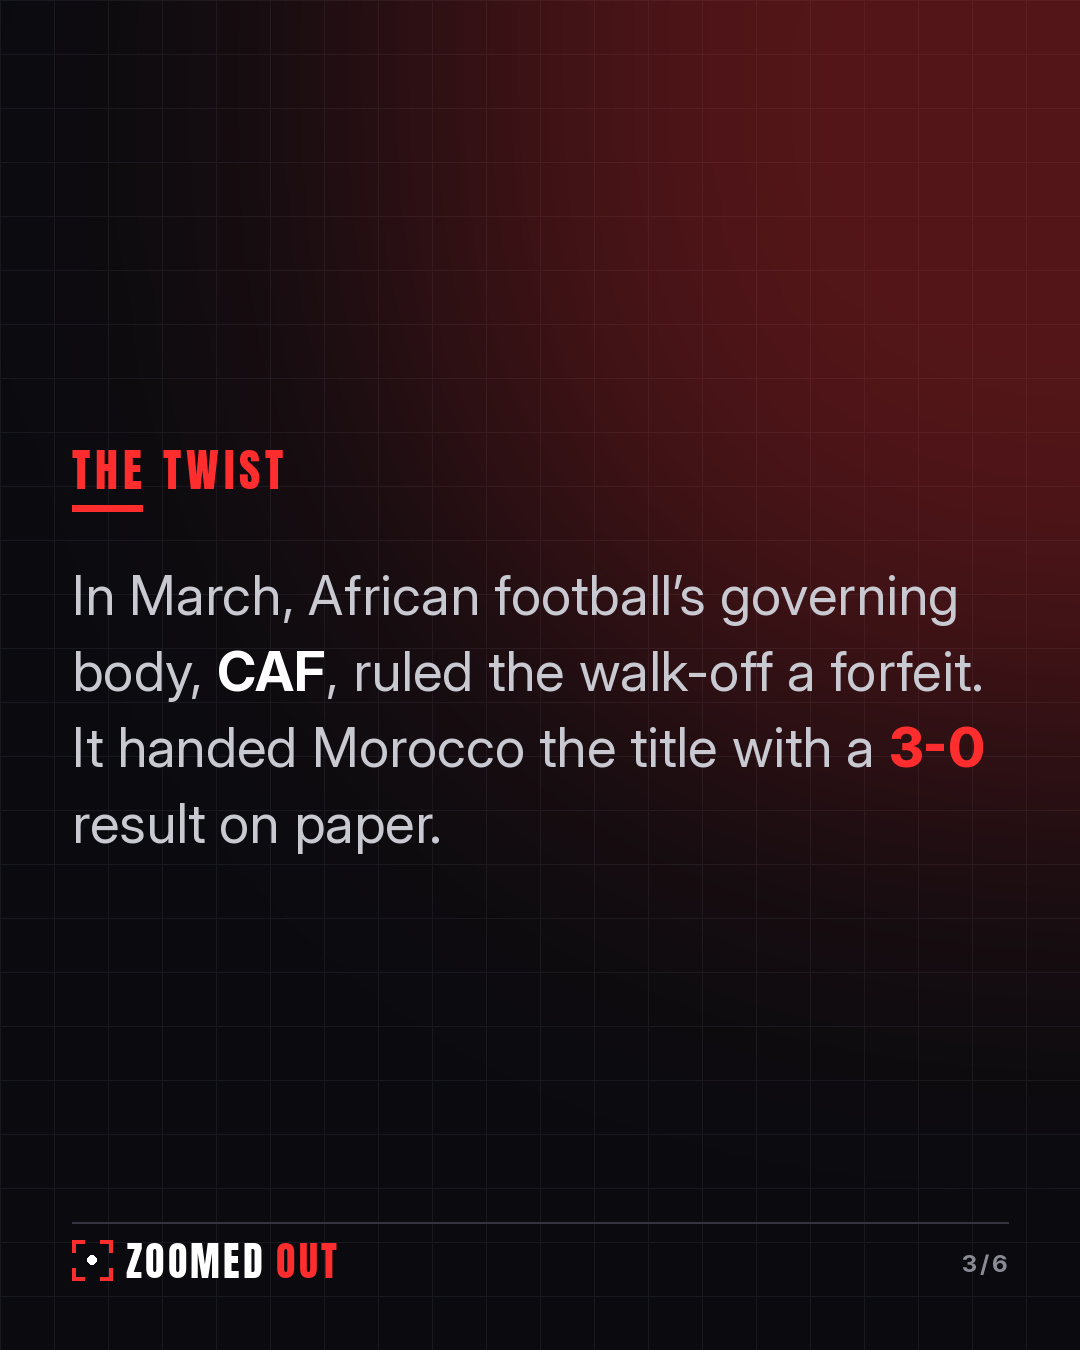 THE TWIST
In March, African football’s governing
body, CAF, ruled the walk-off a forfeit.
It handed Morocco the title with a 3-0
result on paper.
ZOOMED OUT
3/6